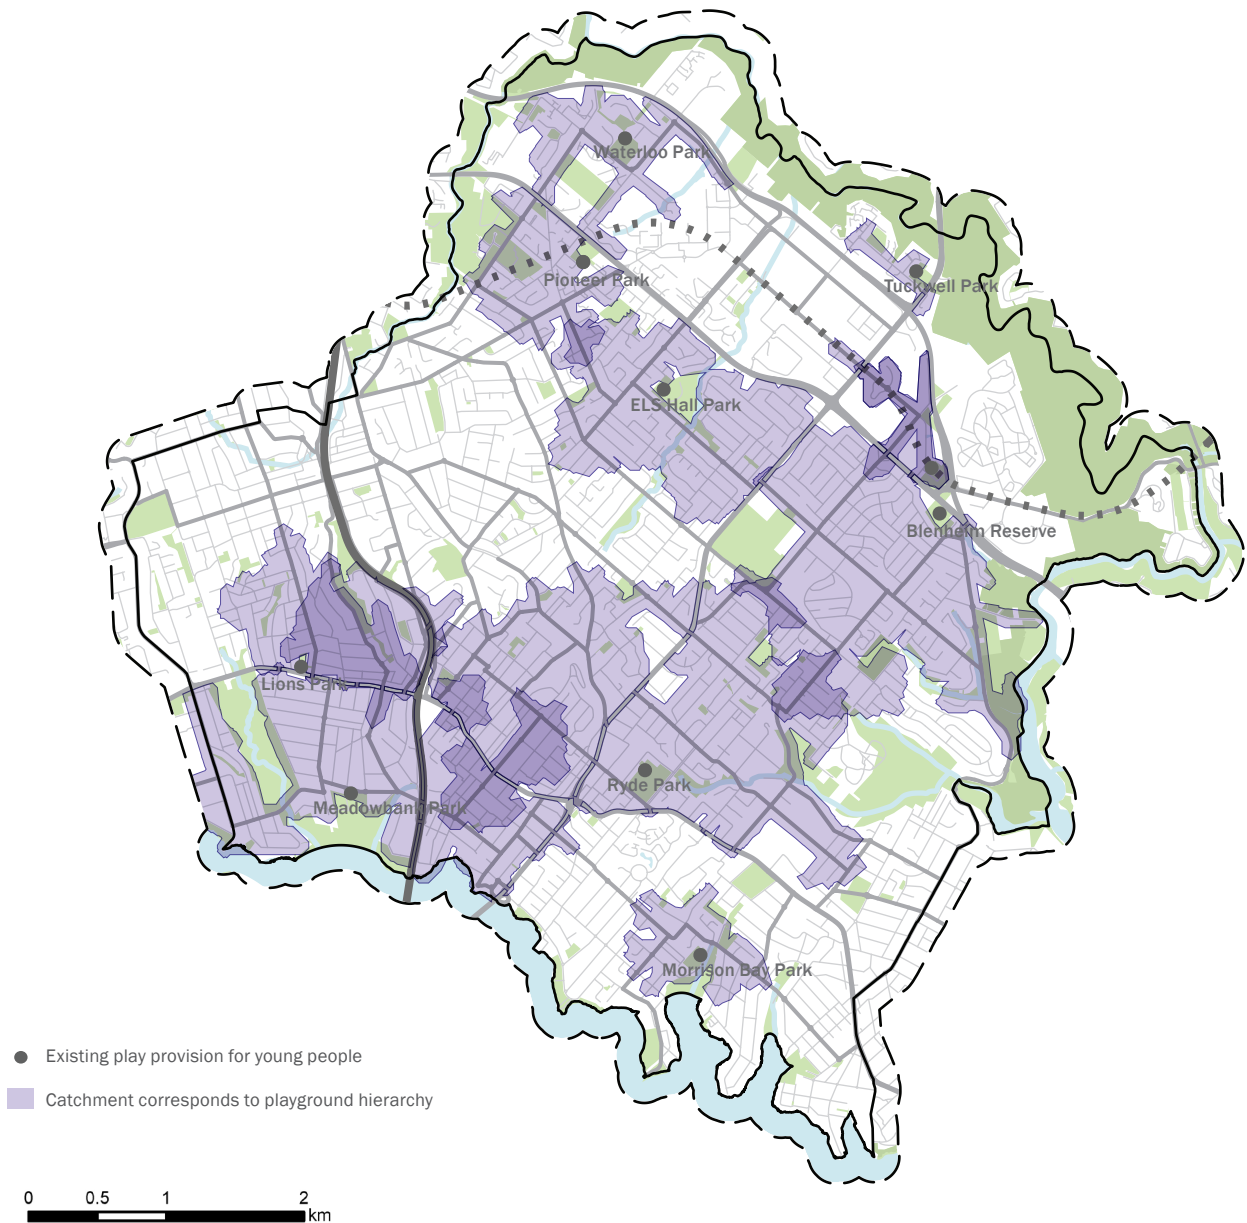 Waterloo Park
Pioneer Park
Tuckwell Park
ELS Hall Park
Blenheim Reserve
Lions Park
Ryde Park
Meadowbank Park
Morrison Bay Park
Existing play provision for young people
Catchment corresponds to playground hierarchy
0 0.5 1 2
km